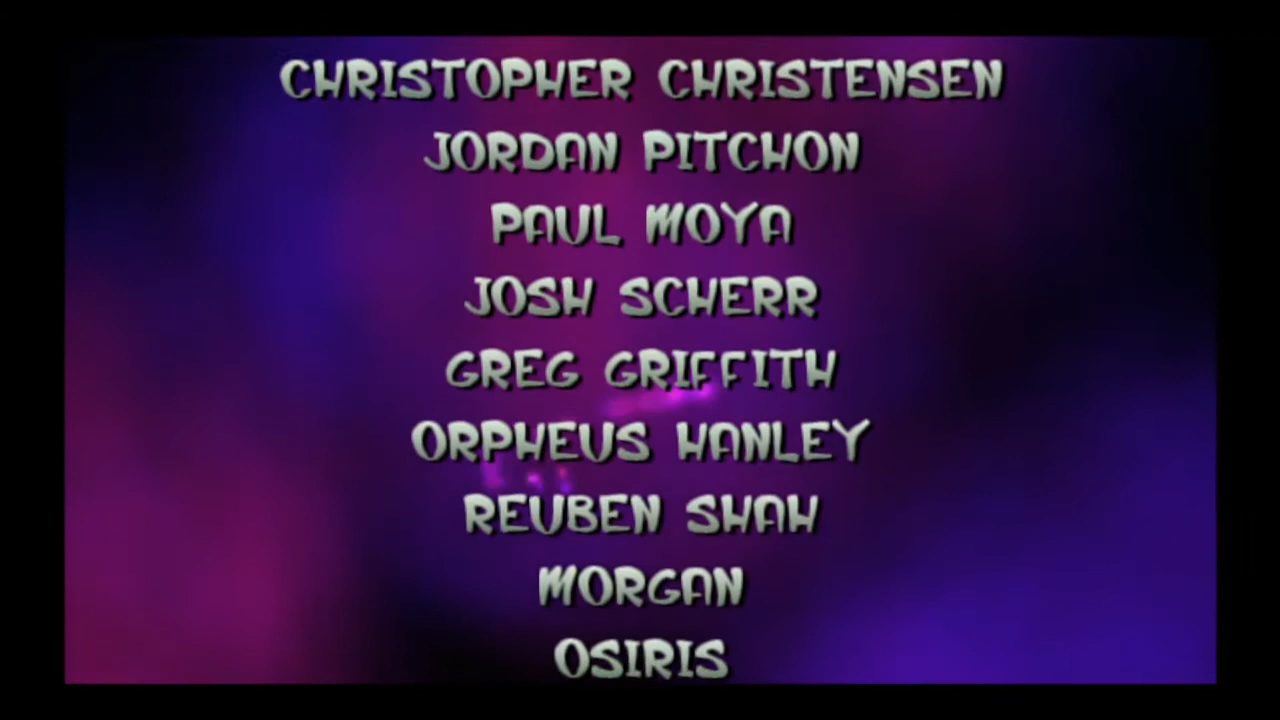 CHRISTOPHER CHRISTENSEN
JORDAN PITCHON
PAUL MOYA
JOSH SCHERR
GREG GRIFFITH
ORPHEUS HANLEY
REUBEN SHAH
MORGAN
OSIRIS